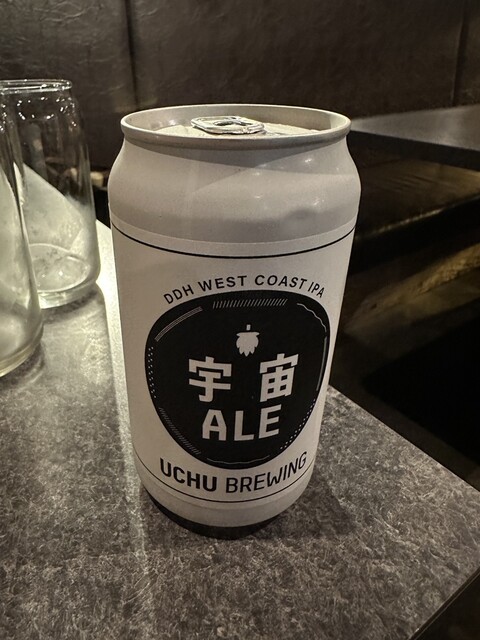 DDH WEST COAST IPA
宇宙
ALE
UCHU BREWING